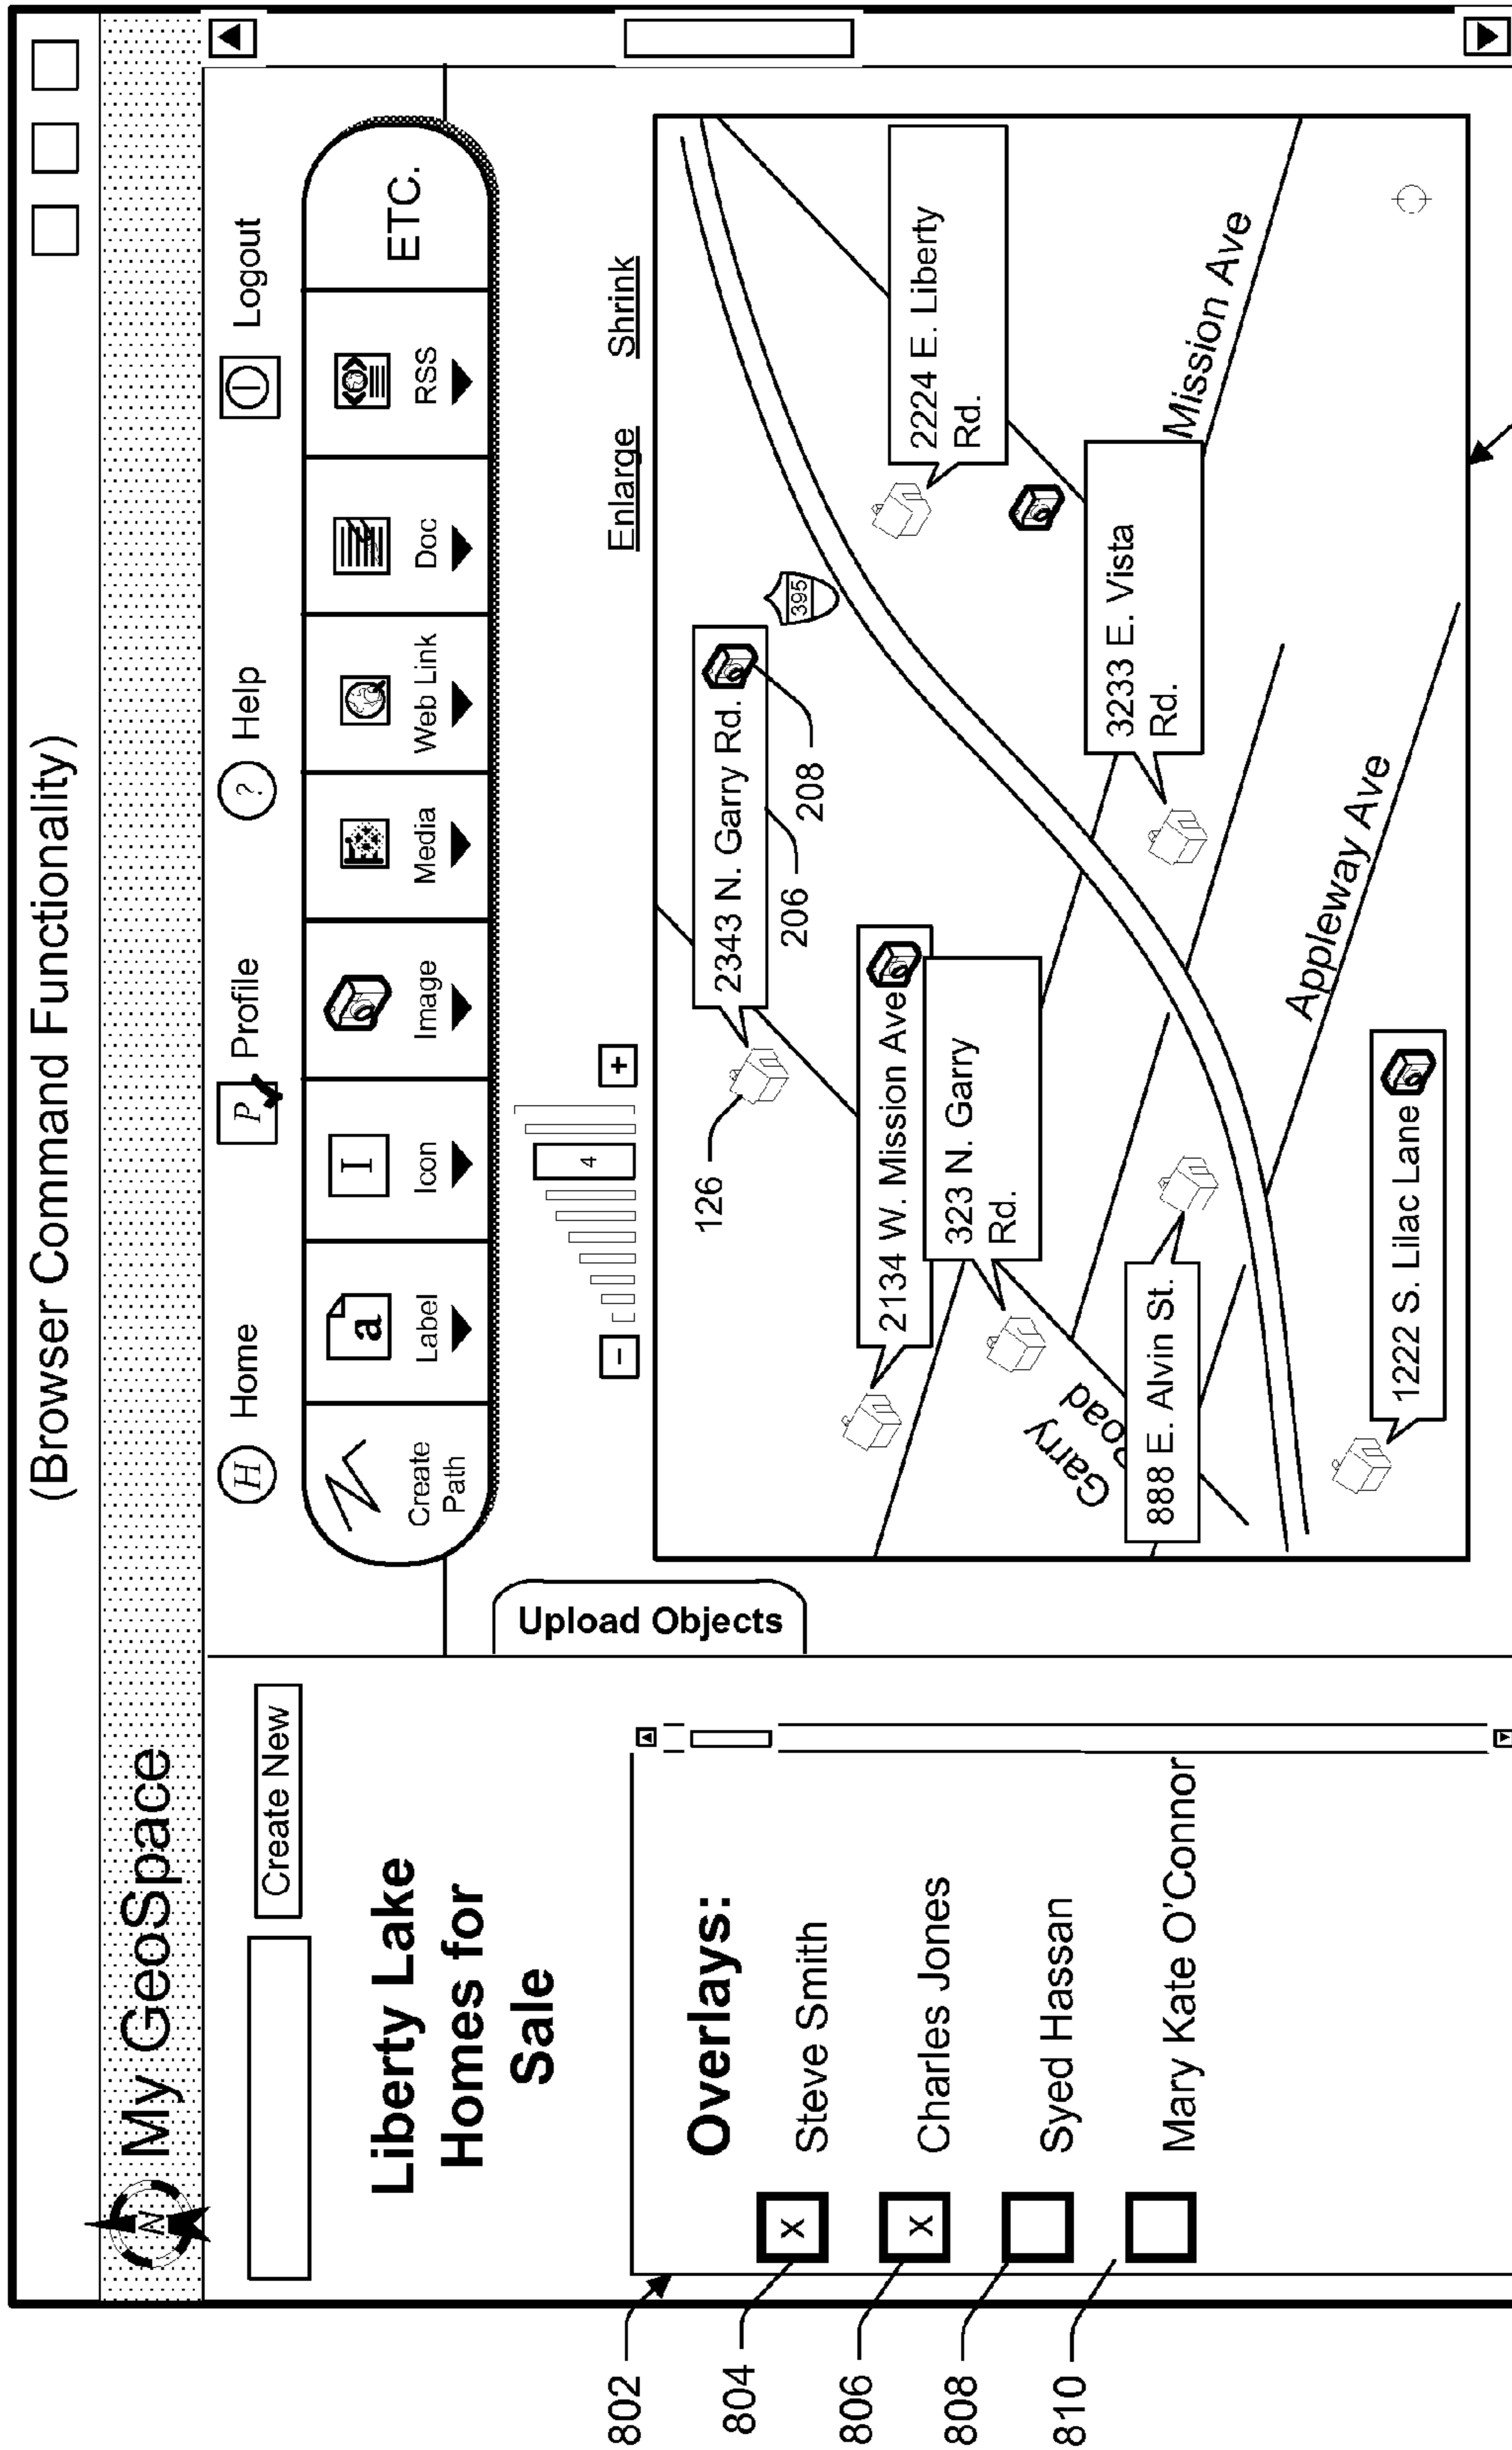 (Browser Command Functionality)
N My GeoSpace
Create New
H Home
P Profile
? Help
Logout
Liberty Lake
Homes for
Sale
Create
Path
a
Label
I
Icon
Image
Media
Web Link
Doc
RSS
ETC.
Upload Objects
–
4
+
Enlarge
Shrink
802
Overlays:
804
X
Steve Smith
806
X
Charles Jones
808
Syed Hassan
810
Mary Kate O'Connor
126
2343 N. Garry Rd.
206
208
395
2134 W. Mission Ave
323 N. Garry
Rd.
2224 E. Liberty
Rd.
3233 E. Vista
Rd.
Mission Ave
Garry
Road
888 E. Alvin St.
Appleway Ave
1222 S. Lilac Lane